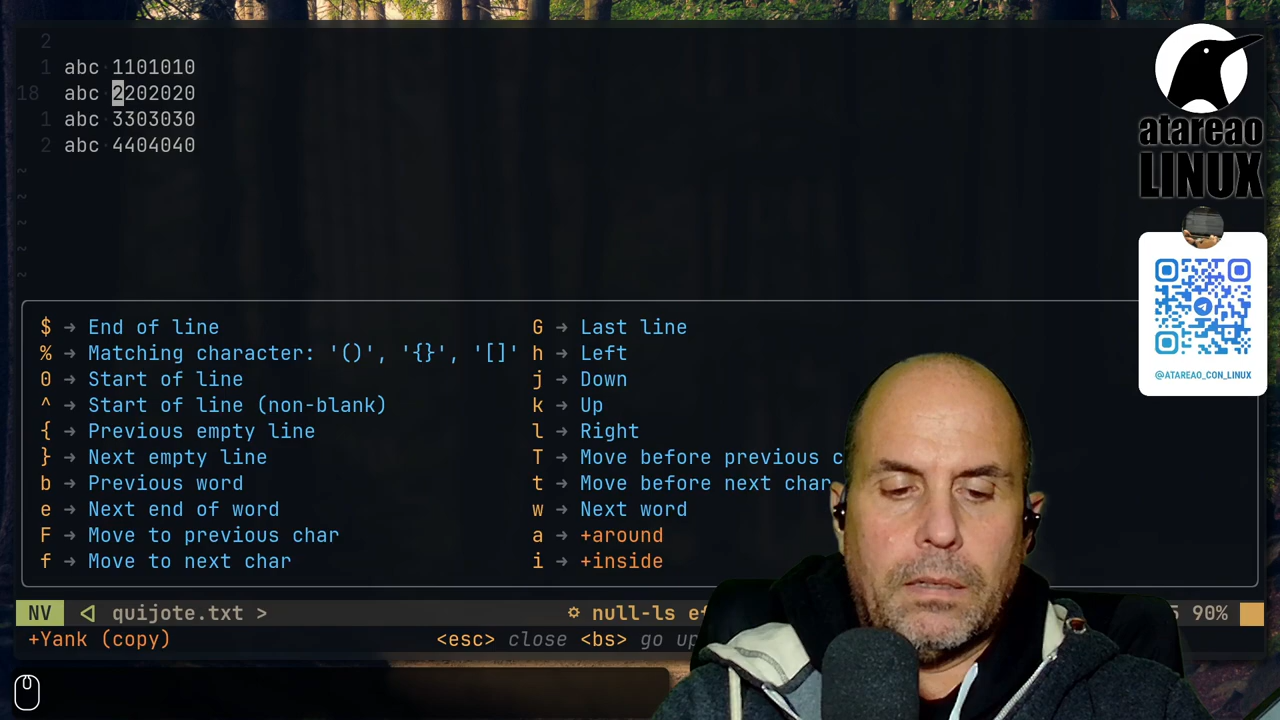 2
1 abc 1101010
18 abc 2202020
1 abc 3303030
2 abc 4404040
~
~
~
~
~
atareao
LINUX
@ATAREAO_CON_LINUX
$ → End of line
% → Matching character: '()', '{}', '[]'
0 → Start of line
^ → Start of line (non-blank)
{ → Previous empty line
} → Next empty line
b → Previous word
e → Next end of word
F → Move to previous char
f → Move to next char
G → Last line
h → Left
j → Down
k → Up
l → Right
T → Move before previous c
t → Move before next char
w → Next word
a → +around
i → +inside
NV quijote.txt > null-ls ef 5 90%
+Yank (copy) <esc> close <bs> go up